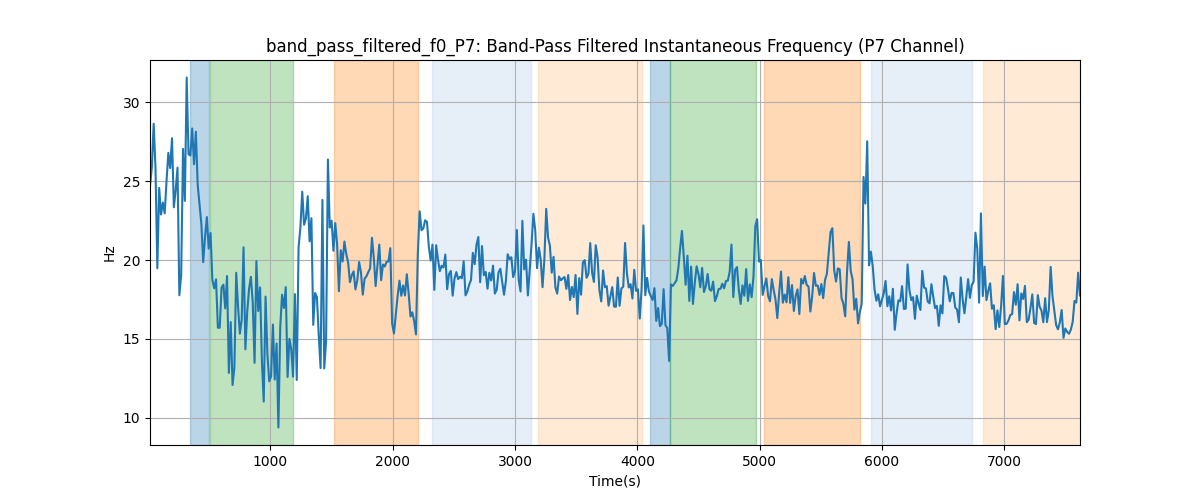 band_pass_filtered_f0_P7: Band-Pass Filtered Instantaneous Frequency (P7 Channel)
30
25
20
15
10
Hz
1000 2000 3000 4000 5000 6000 7000
Time(s)